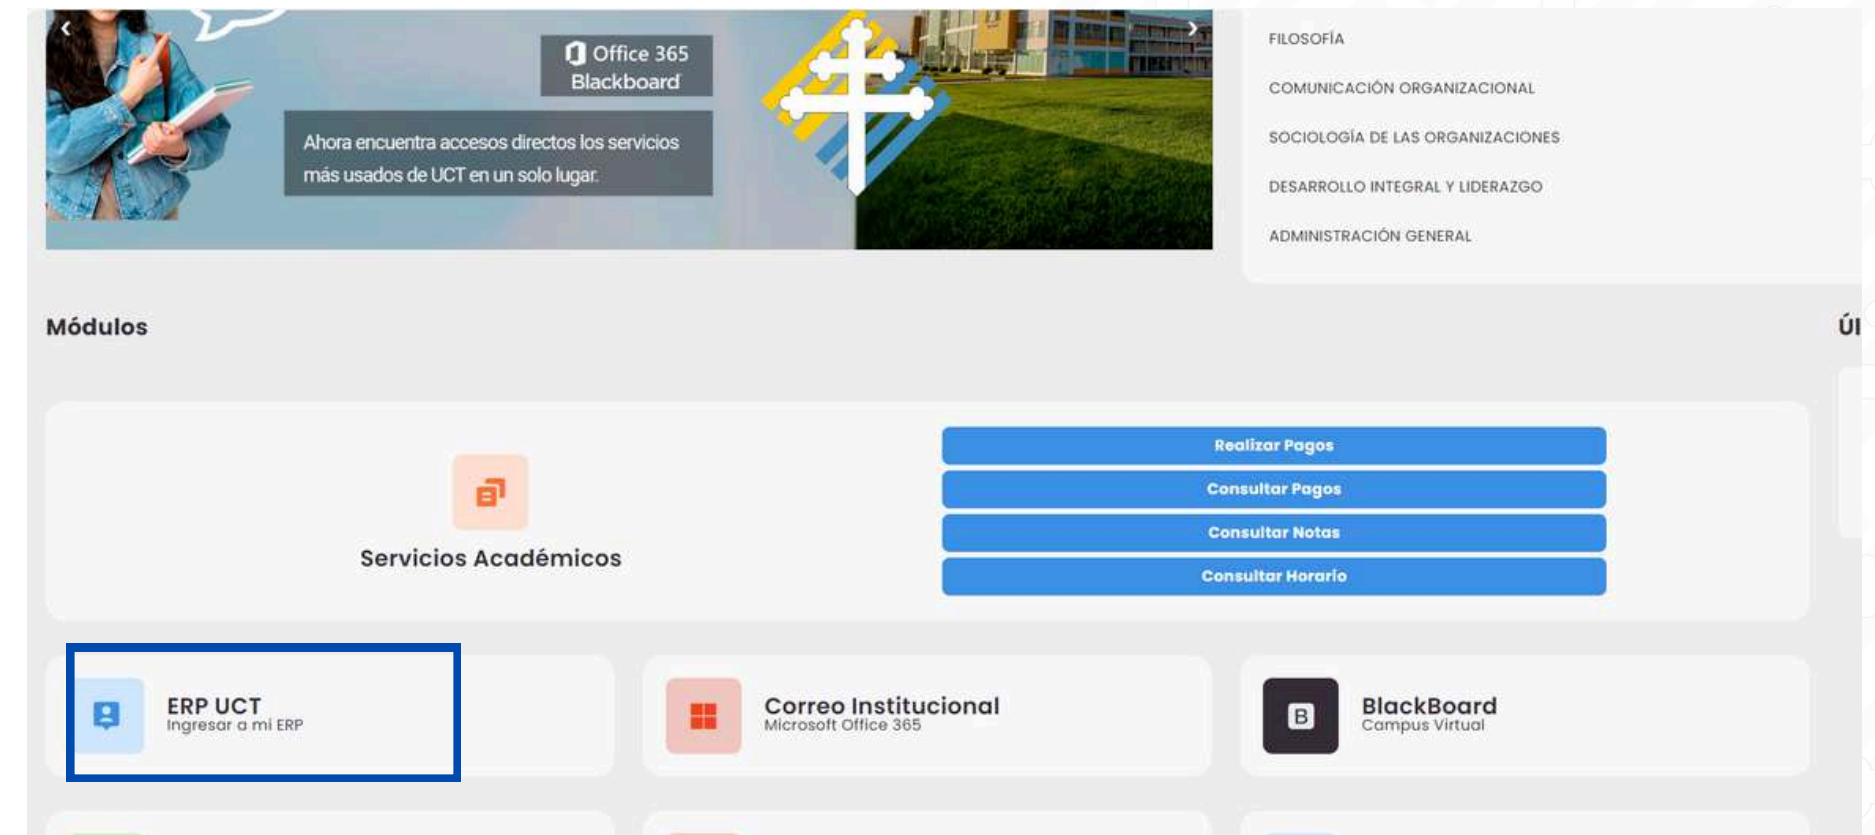 Office 365
Blackboard
Ahora encuentra accesos directos los servicios
más usados de UCT en un solo lugar.
FILOSOFÍA
COMUNICACIÓN ORGANIZACIONAL
SOCIOLOGÍA DE LAS ORGANIZACIONES
DESARROLLO INTEGRAL Y LIDERAZGO
ADMINISTRACIÓN GENERAL
Módulos
Úl
Servicios Académicos
Realizar Pagos
Consultar Pagos
Consultar Notas
Consultar Horario
ERP UCT
Ingresar a mi ERP
Correo Institucional
Microsoft Office 365
B
BlackBoard
Campus Virtual